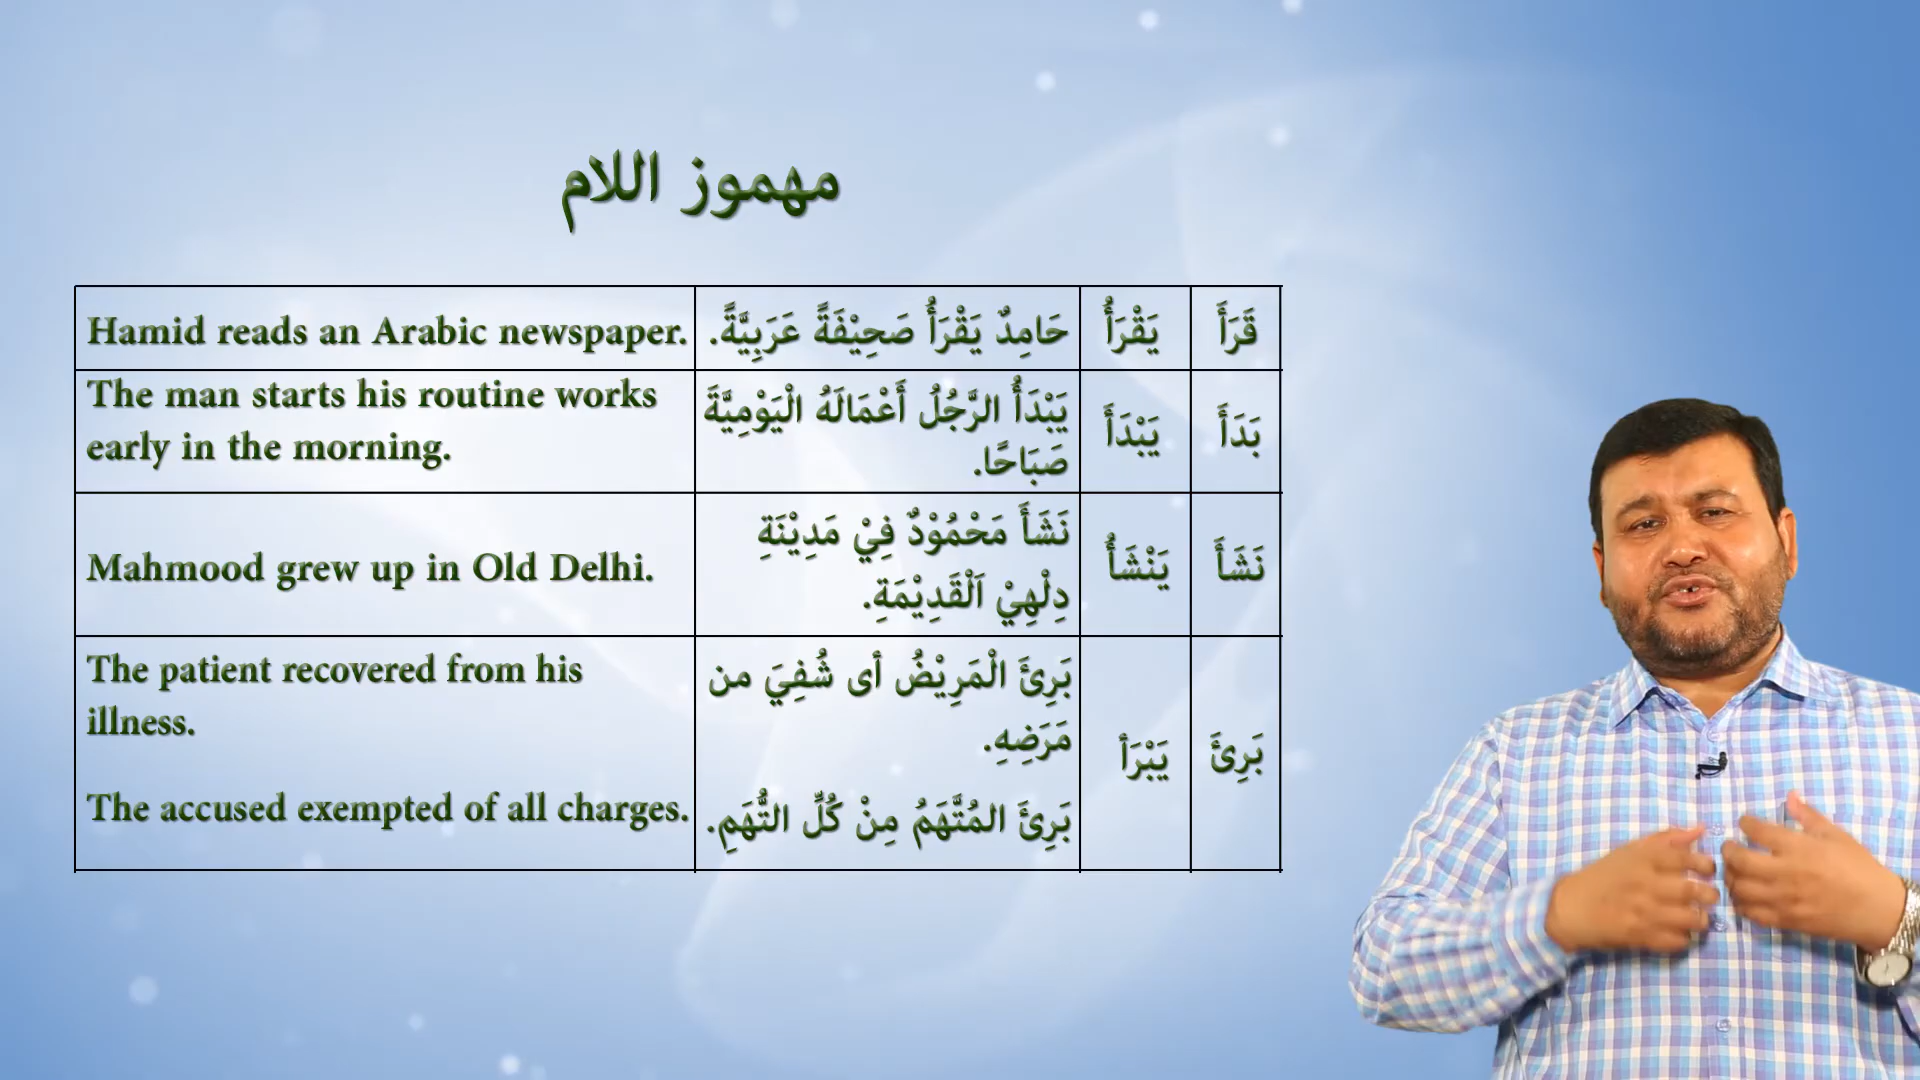 مهموز اللام
قَرَأَ
يَقْرَأُ
حَامِدٌ يَقْرَأُ صَحِيْفَةً عَرَبِيَّةً.
Hamid reads an Arabic newspaper.
بَدَأَ
يَبْدَأَ
يَبْدَأُ الرَّجُلُ أَعْمَالَهُ الْيَوْمِيَّةَ
صَبَاحًا.
The man starts his routine works
early in the morning.
نَشَأَ
يَنْشَأُ
نَشَأَ مَحْمُوْدٌ فِيْ مَدِيْنَةِ
دِلْهِيْ اَلْقَدِيْمَةِ.
Mahmood grew up in Old Delhi.
بَرِئَ
يَبْرَأ
بَرِئَ الْمَرِيْضُ أى شُفِيَ من
مَرَضِهِ.
بَرِئَ المُتَّهَمُ مِنْ كُلِّ التُّهَمِ.
The patient recovered from his
illness.
The accused exempted of all charges.